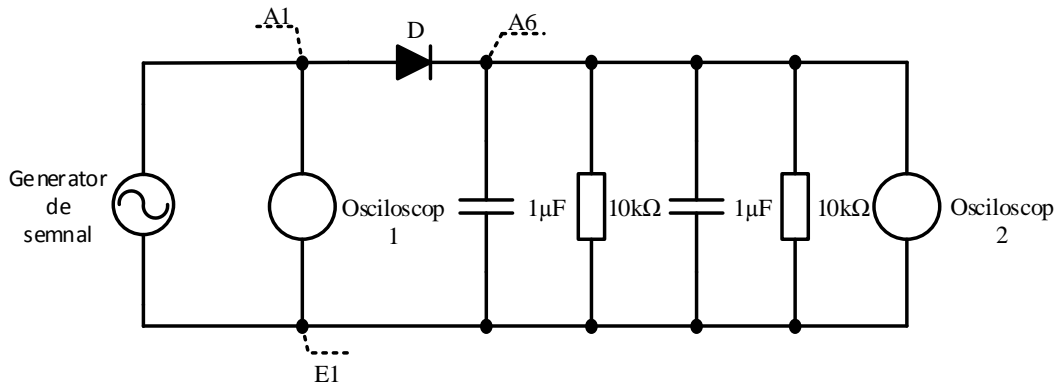 A1
D
A6
Generator
de
semnal
Osciloscop
1
1μF
10kΩ
1μF
10kΩ
Osciloscop
2
E1